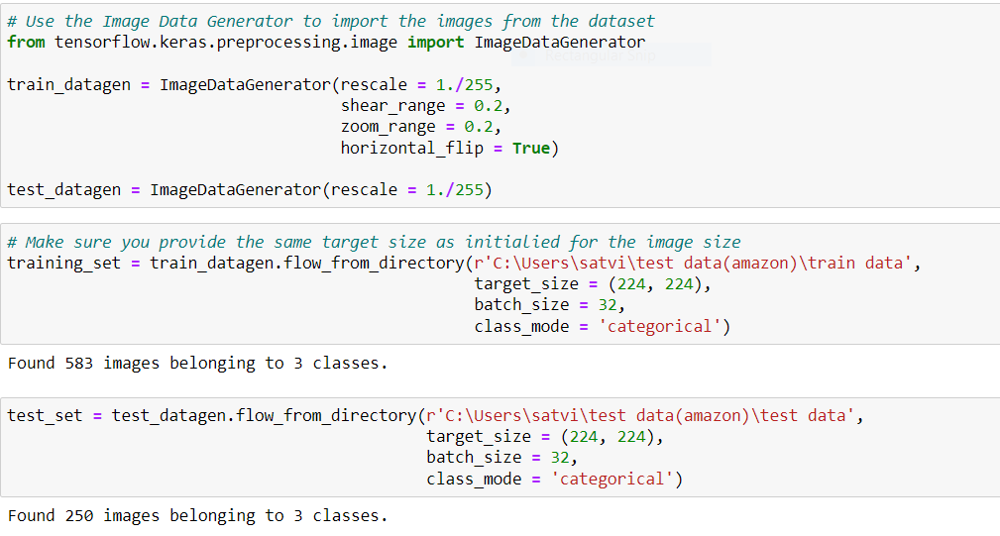 # Use the Image Data Generator to import the images from the dataset
from tensorflow.keras.preprocessing.image import ImageDataGenerator
train_datagen = ImageDataGenerator(rescale = 1./255,
shear_range = 0.2,
zoom_range = 0.2,
horizontal_flip = True)
test_datagen = ImageDataGenerator(rescale = 1./255)
# Make sure you provide the same target size as initialied for the image size
training_set = train_datagen.flow_from_directory(r'C:\Users\satvi\test data(amazon)\train data',
target_size = (224, 224),
batch_size = 32,
class_mode = 'categorical')
Found 583 images belonging to 3 classes.
test_set = test_datagen.flow_from_directory(r'C:\Users\satvi\test data(amazon)\test data',
target_size = (224, 224),
batch_size = 32,
class_mode = 'categorical')
Found 250 images belonging to 3 classes.